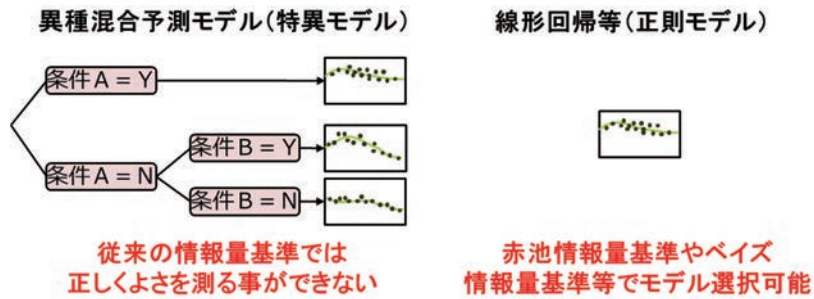 異種混合予測モデル(特異モデル)
条件A=Y
条件A=N
条件B=Y
条件B=N
従来の情報量基準では
正しくよさを測る事ができない
線形回帰等(正則モデル)
赤池情報量基準やベイズ
情報量基準等でモデル選択可能